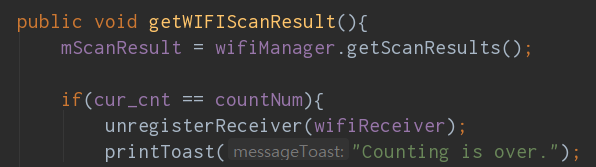 public void getWIFIScanResult(){
mScanResult = wifiManager.getScanResults();
if(cur_cnt == countNum){
unregisterReceiver(wifiReceiver);
printToast( messageToast: "Counting is over.");